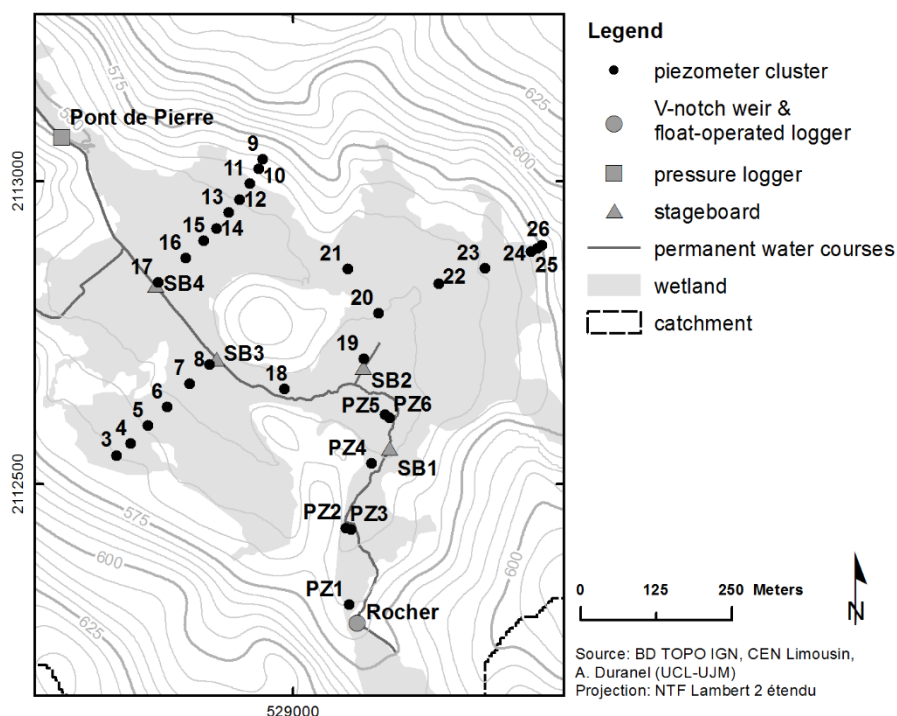 575
625
600
Pont de Pierre
500
9
10
11
12
13
14
15
16
17
SB4
21
26
24
25
23
22
20
19
SB2
8
SB3
18
7
6
5
4
3
PZ5
PZ6
PZ4
SB1
PZ2
PZ3
PZ1
Rocher
575
600
625
600
2113000
2112500
529000
Legend
piezometer cluster
V-notch weir &
float-operated logger
pressure logger
stageboard
permanent water courses
wetland
catchment
0 125 250 Meters
N
Source: BD TOPO IGN, CEN Limousin,
A. Duranel (UCL-UJM)
Projection: NTF Lambert 2 étendu